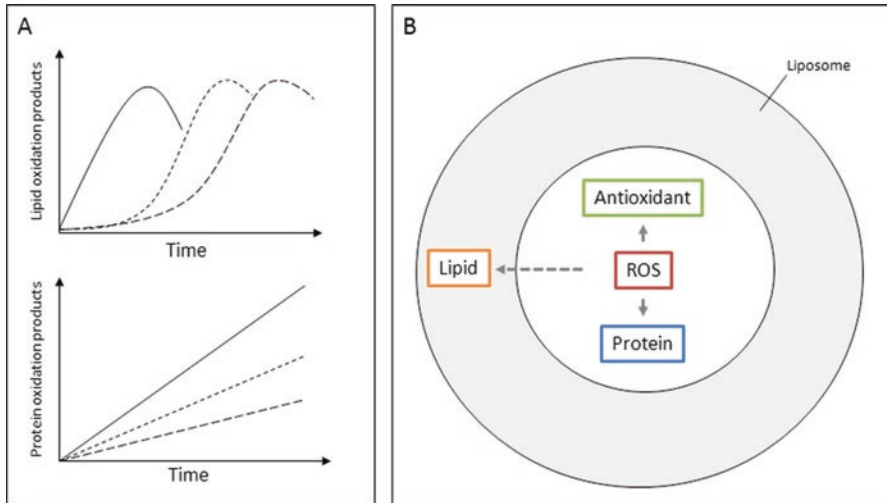 A
Lipid oxidation products
Time
Protein oxidation products
Time
B
Liposome
Antioxidant
Lipid
ROS
Protein